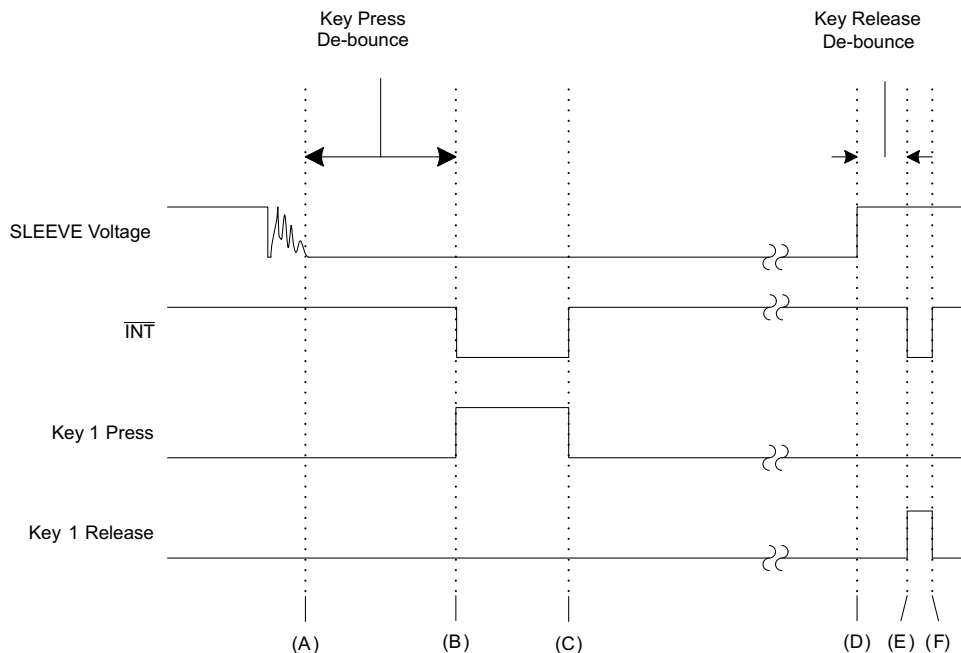 Key Press
De-bounce
Key Release
De-bounce
SLEEVE Voltage
INT
Key 1 Press
Key 1 Release
(A)
(B)
(C)
(D)
(E)
(F)